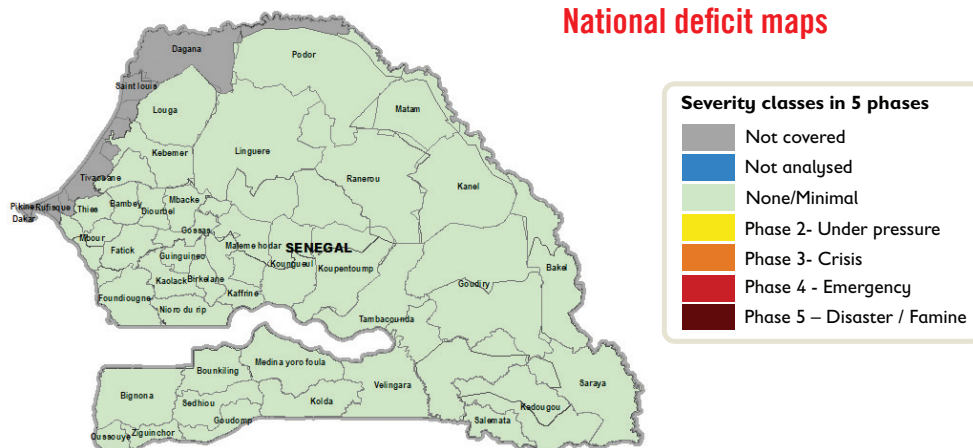 National deficit maps
Severity classes in 5 phases
Not covered
Not analysed
None/Minimal
Phase 2- Under pressure
Phase 3- Crisis
Phase 4 - Emergency
Phase 5 – Disaster / Famine
Dagana
Podor
Saint louis
Louga
Matam
Kebemer
Linguere
Tivaouane
Ranerou
Kanel
Pikine
Rufisque
Thies
Bambey
Mbacke
Diourbel
Dakar
Gossas
Mbour
Fatick
Maleme hodar
SENEGAL
Guinguineo
Koungueul
Koupentoump
Bakel
Kaolack
Birkelane
Goudiry
Foundiougne
Kaffrine
Nioro du rip
Tambacounda
Medina yoro foula
Bounkiling
Velingara
Saraya
Bignona
Sedhiou
Kolda
Kedougou
Goudomp
Salemata
Oussouye
Ziguinchor